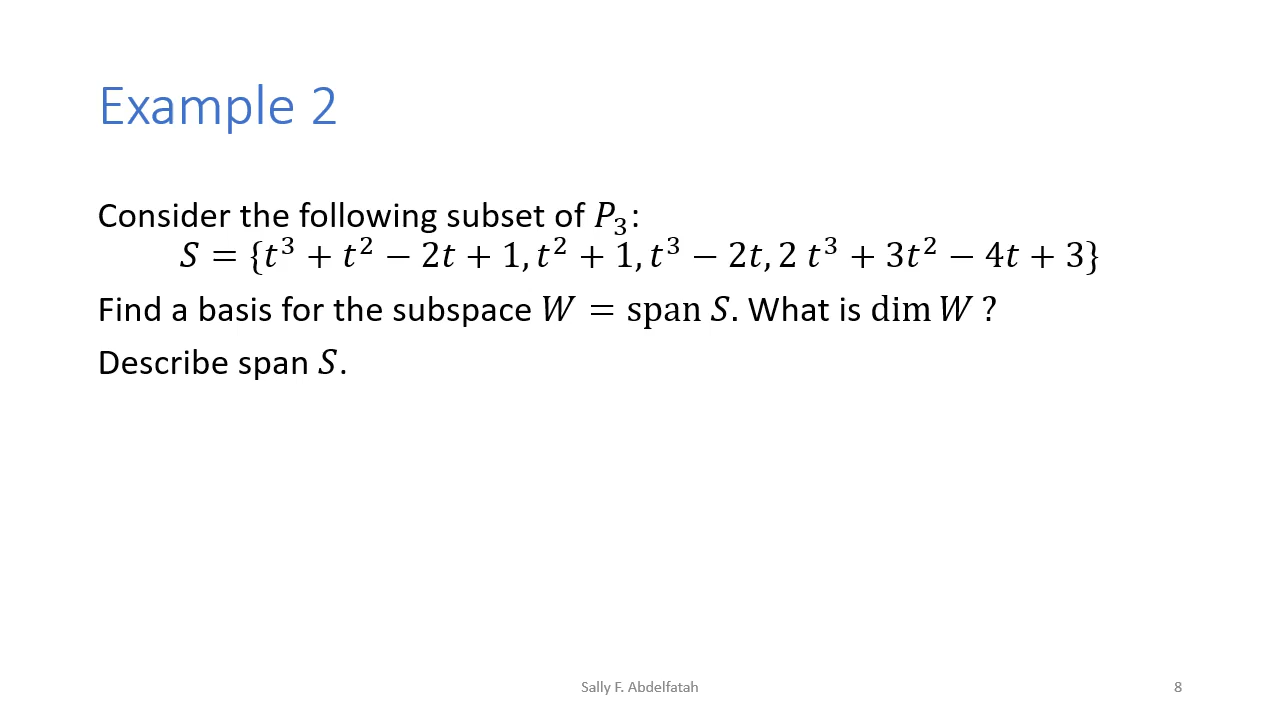 Example 2
Consider the following subset of 𝑃₃:
𝑆 = {𝑡³ + 𝑡² − 2𝑡 + 1, 𝑡² + 1, 𝑡³ − 2𝑡, 2 𝑡³ + 3𝑡² − 4𝑡 + 3}
Find a basis for the subspace 𝑊 = span 𝑆. What is dim 𝑊 ?
Describe span 𝑆.
Sally F. Abdelfatah
8